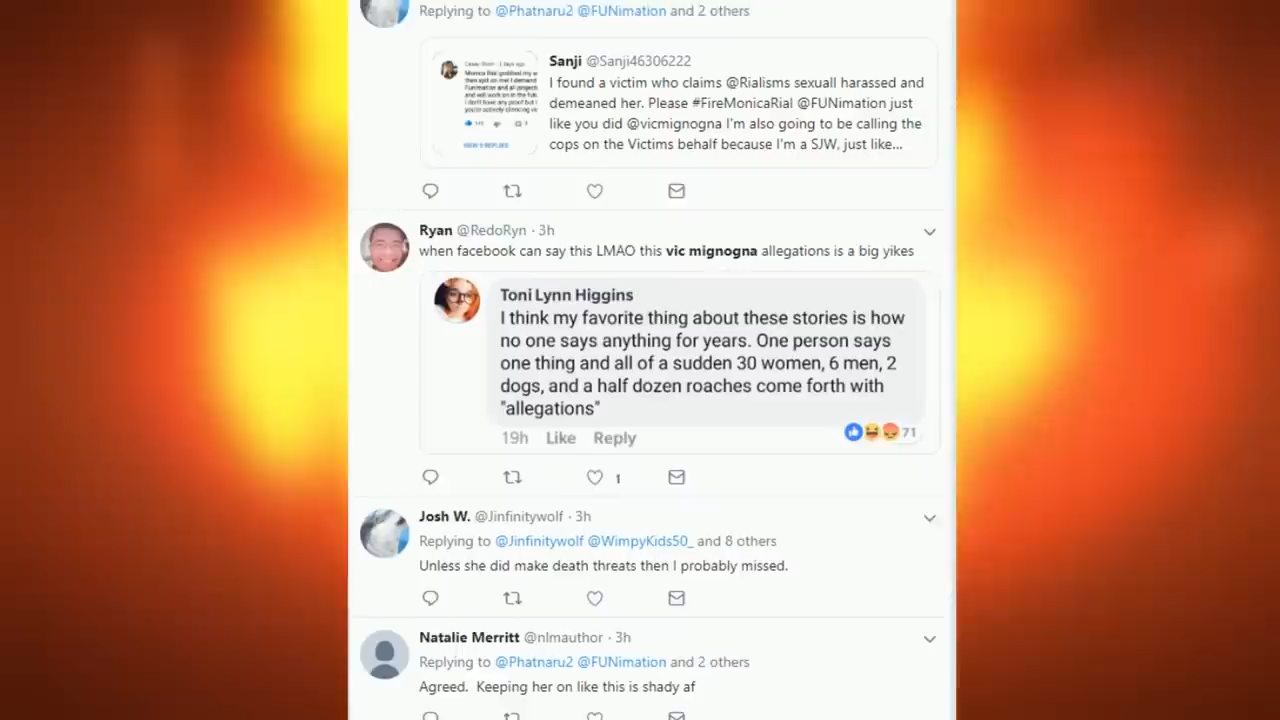 Replying to @Phatnaru2 @FUNimation and 2 others
Sanji @Sanji46306222
I found a victim who claims @Rialisms sexuall harassed and
demeaned her. Please #FireMonicaRial @FUNimation just
like you did @vicmignogna I'm also going to be calling the
cops on the Victims behalf because I'm a SJW, just like...
Ryan @RedoRyn · 3h
when facebook can say this LMAO this vic mignogna allegations is a big yikes
Toni Lynn Higgins
I think my favorite thing about these stories is how
no one says anything for years. One person says
one thing and all of a sudden 30 women, 6 men, 2
dogs, and a half dozen roaches come forth with
"allegations"
71
19h Like Reply
1
Josh W. @Jinfinitywolf · 3h
Replying to @Jinfinitywolf @WimpyKids50_ and 8 others
Unless she did make death threats then I probably missed.
Natalie Merritt @nlmauthor · 3h
Replying to @Phatnaru2 @FUNimation and 2 others
Agreed. Keeping her on like this is shady af